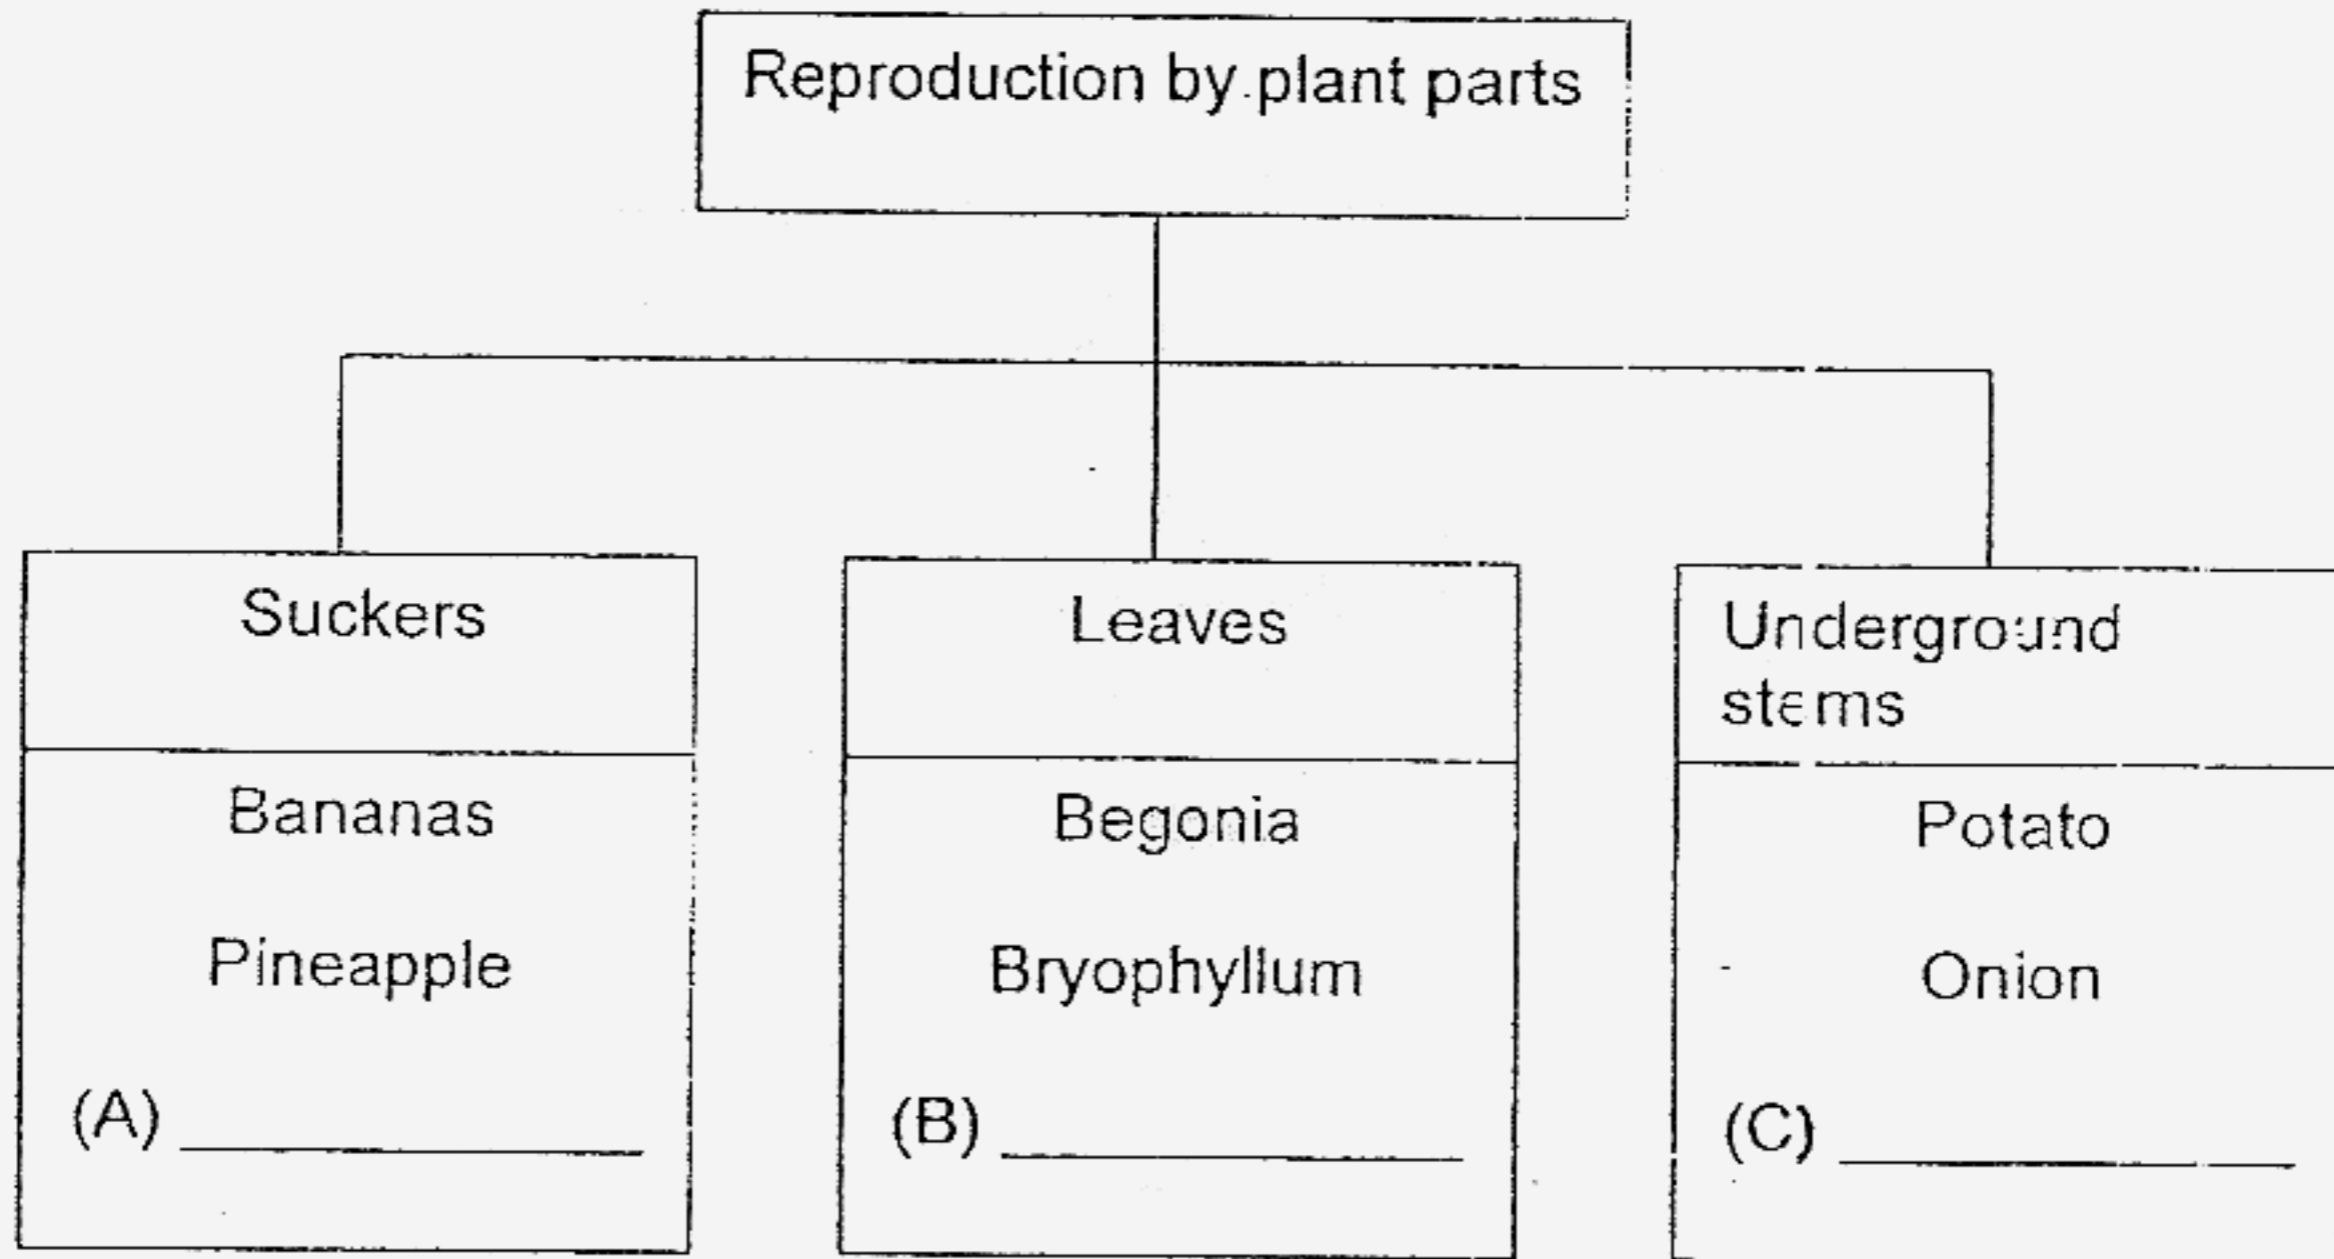 Reproduction by plant parts
Suckers
Bananas
Pineapple
(A) ____________
Leaves
Begonia
Bryophyllum
(B) ____________
Underground
stems
Potato
Onion
(C) ____________